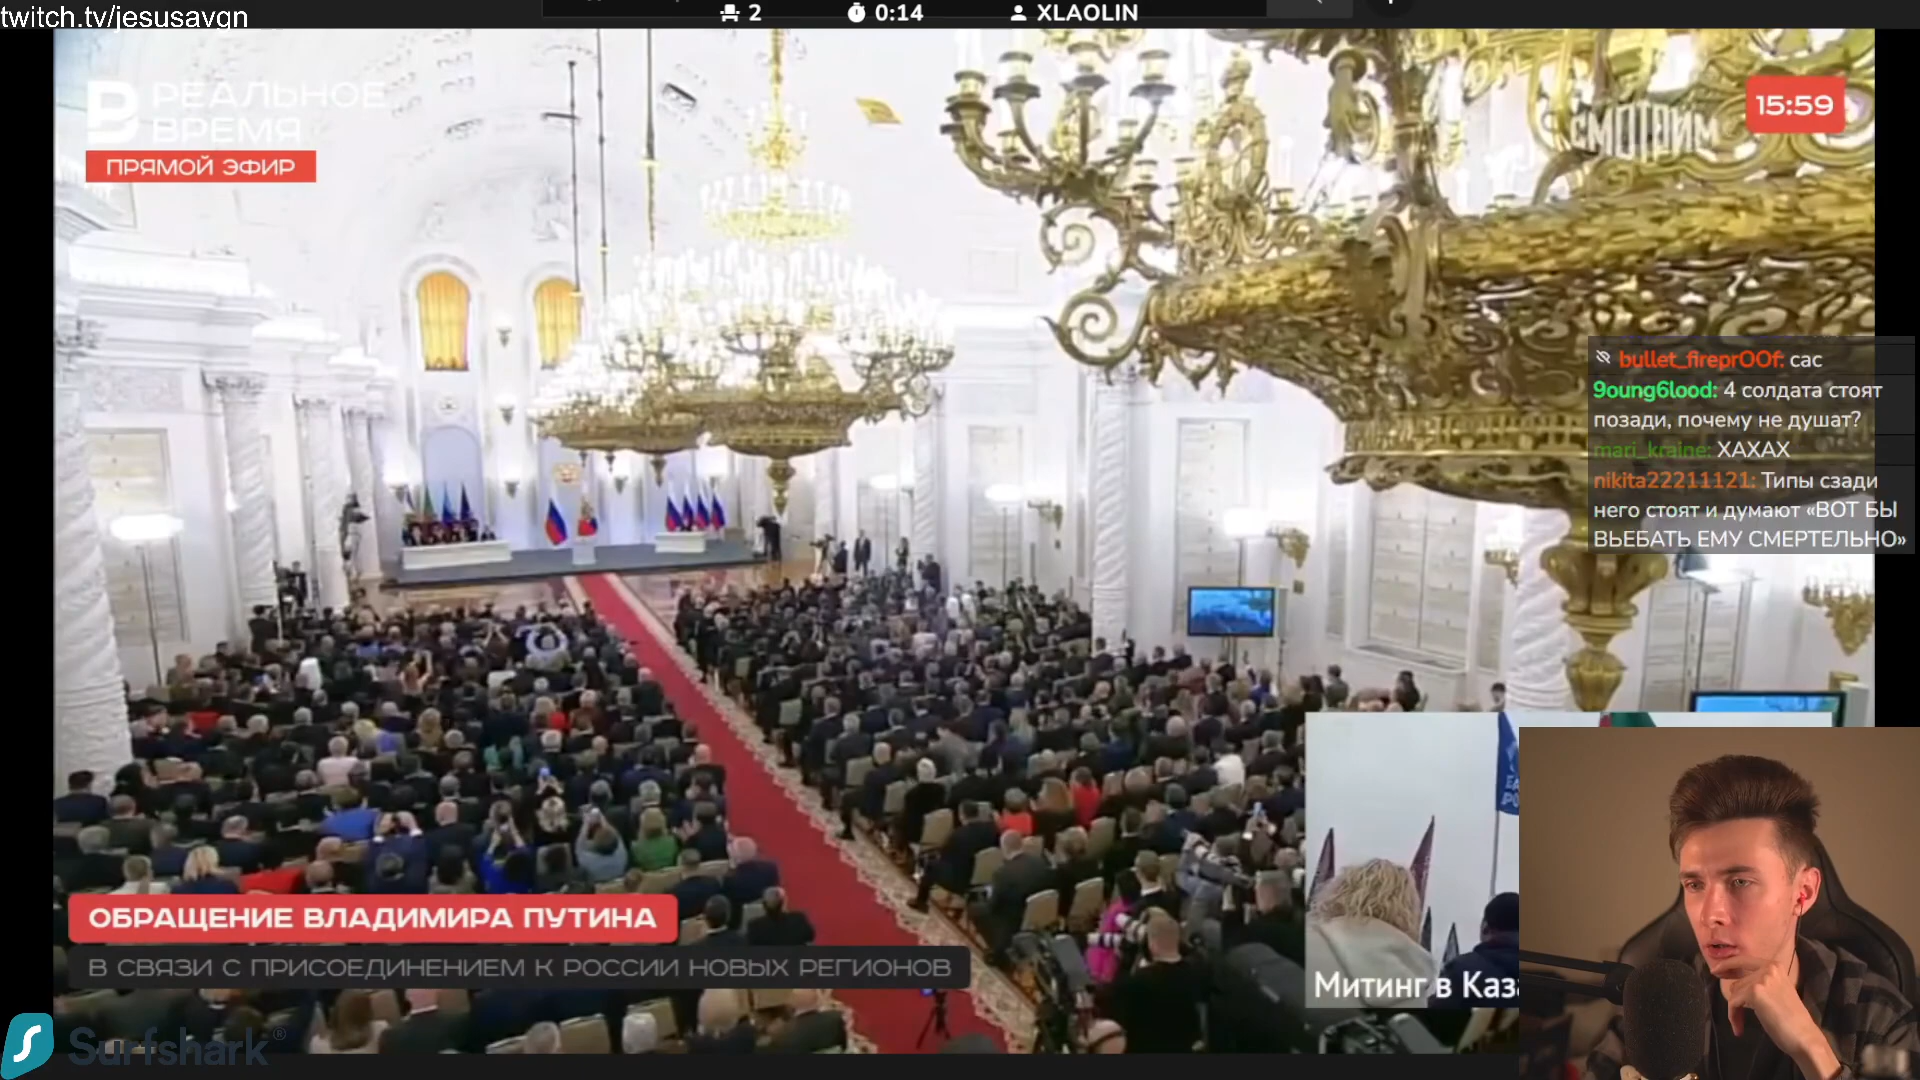 twitch.tv/jesusavgn
2
0:14
XLAOLIN
РЕАЛЬНОЕ
ВРЕМЯ
ПРЯМОЙ ЭФИР
СМОТРИМ
15:59
bullet_fireprOOf: сас
9oung6lood: 4 солдата стоят
позади, почему не душат?
mari_kraine: ХАХАХ
nikita22211121: Типы сзади
него стоят и думают «ВОТ БЫ
ВЬЕБАТЬ ЕМУ СМЕРТЕЛЬНО»
ОБРАЩЕНИЕ ВЛАДИМИРА ПУТИНА
В СВЯЗИ С ПРИСОЕДИНЕНИЕМ К РОССИИ НОВЫХ РЕГИОНОВ
Митинг в Каза
Surfshark®